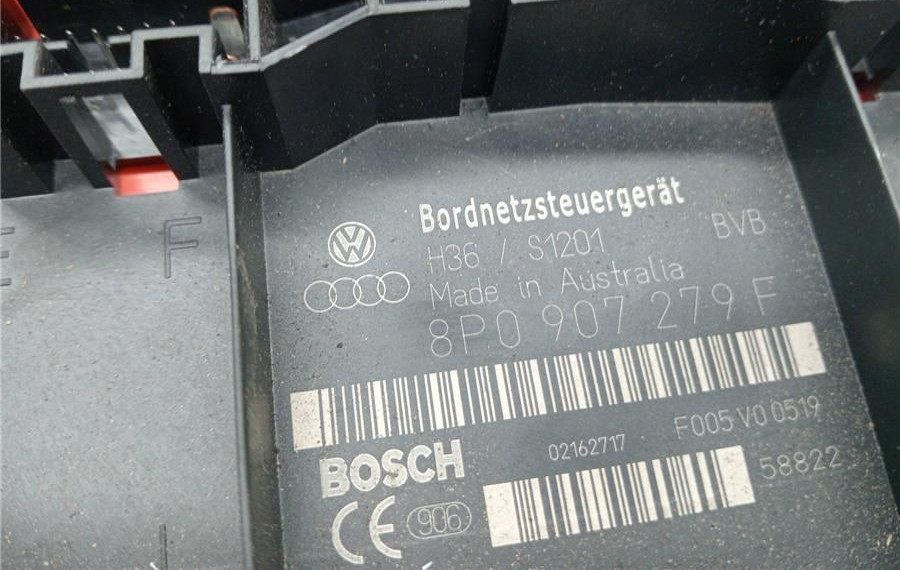 F
Bordnetzsteuergerät
H36 / S1201
BVB
Made in Australia
8P0 907 279 F
BOSCH
02162717
F005 V0 0519
58822
CE 906